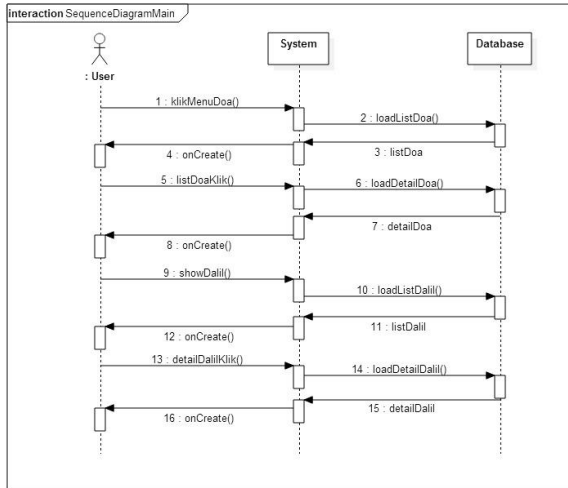 interaction SequenceDiagramMain
System
Database
: User
1 : klikMenuDoa()
2 : loadListDoa()
3 : listDoa
4 : onCreate()
5 : listDoaKlik()
6 : loadDetailDoa()
7 : detailDoa
8 : onCreate()
9 : showDalil()
10 : loadListDalil()
11 : listDalil
12 : onCreate()
13 : detailDalilKlik()
14 : loadDetailDalil()
15 : detailDalil
16 : onCreate()